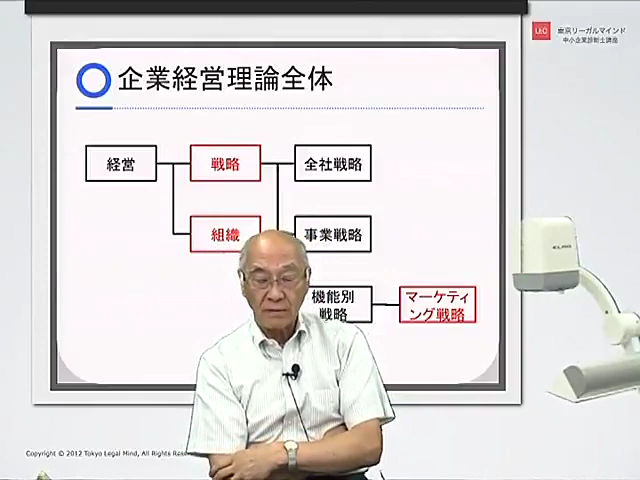 LEC 東京リーガルマインド
中小企業診断士講座
企業経営理論全体
経営
戦略
全社戦略
組織
事業戦略
機能別
戦略
マーケティ
ング戦略
Copyright © 2012 Tokyo Legal Mind, All Rights Rese